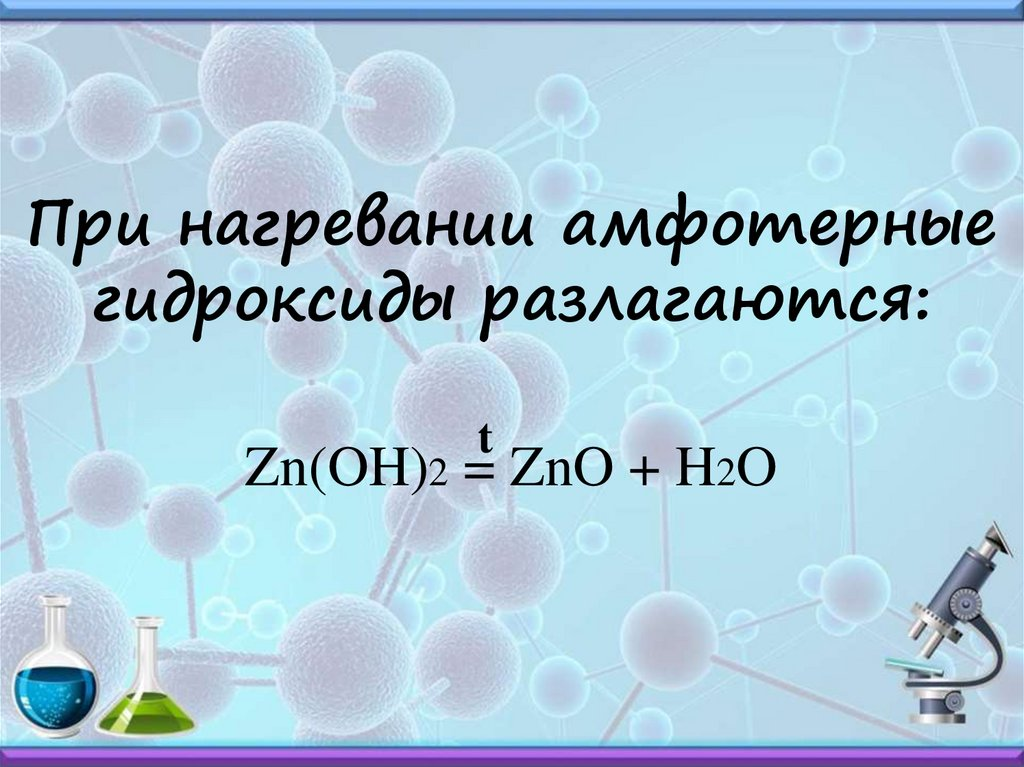 При нагревании амфотерные
гидроксиды разлагаются:
t
Zn(OH)2 = ZnO + H2O